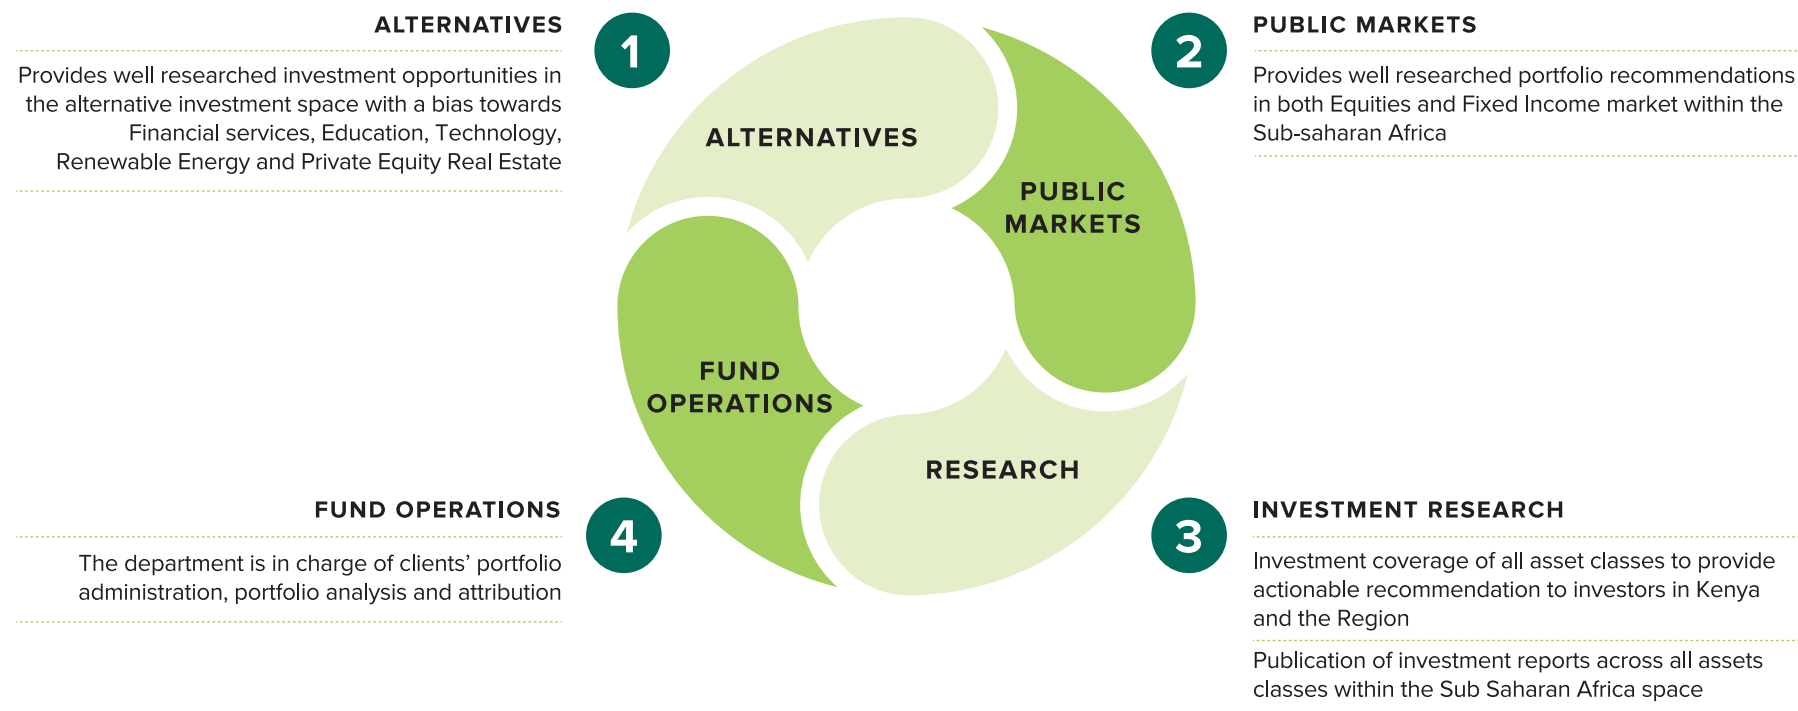 ALTERNATIVES
Provides well researched investment opportunities in
the alternative investment space with a bias towards
Financial services, Education, Technology,
Renewable Energy and Private Equity Real Estate
1
2
PUBLIC MARKETS
Provides well researched portfolio recommendations
in both Equities and Fixed Income market within the
Sub-saharan Africa
ALTERNATIVES
PUBLIC
MARKETS
FUND
OPERATIONS
RESEARCH
FUND OPERATIONS
The department is in charge of clients’ portfolio
administration, portfolio analysis and attribution
4
3
INVESTMENT RESEARCH
Investment coverage of all asset classes to provide
actionable recommendation to investors in Kenya
and the Region
Publication of investment reports across all assets
classes within the Sub Saharan Africa space